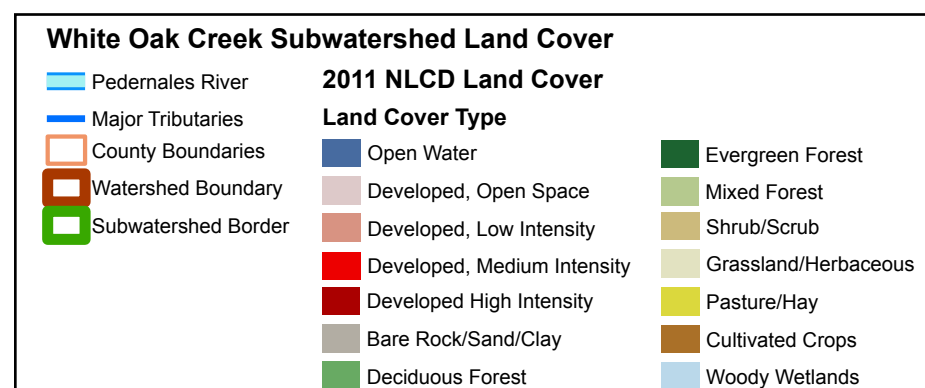 White Oak Creek Subwatershed Land Cover
Pedernales River
Major Tributaries
County Boundaries
Watershed Boundary
Subwatershed Border
2011 NLCD Land Cover
Land Cover Type
Open Water
Developed, Open Space
Developed, Low Intensity
Developed, Medium Intensity
Developed High Intensity
Bare Rock/Sand/Clay
Deciduous Forest
Evergreen Forest
Mixed Forest
Shrub/Scrub
Grassland/Herbaceous
Pasture/Hay
Cultivated Crops
Woody Wetlands